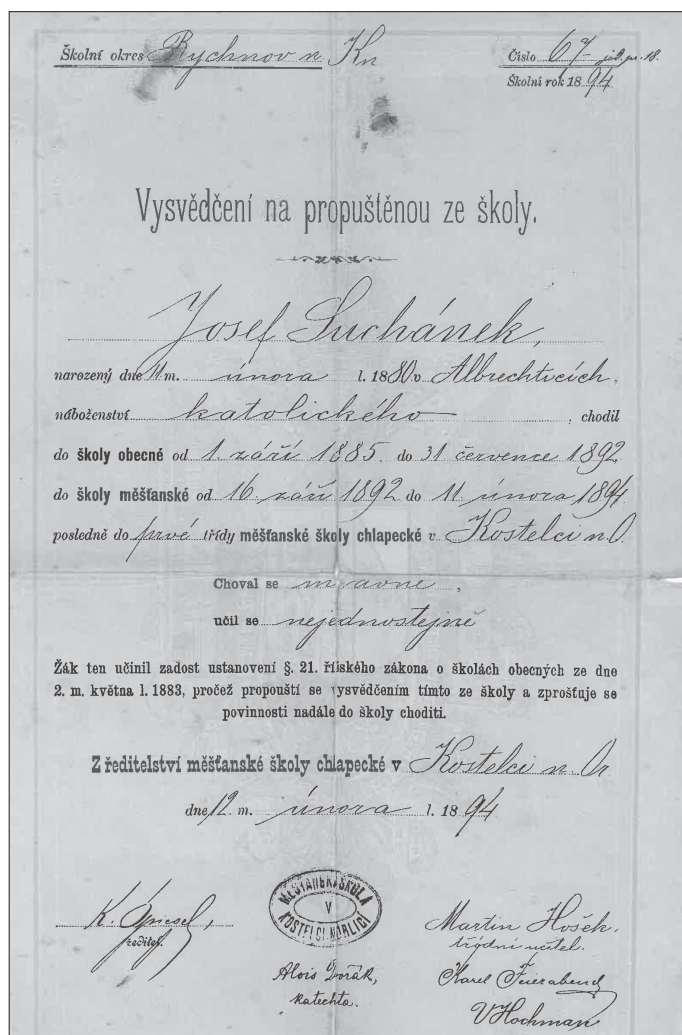 Školní okres Rychnov n Kn
Číslo 67
Školní rok 1894
Vysvědčení na propuštěnou ze školy.
Josef Suchánek,
narozený dne 11 m. února l. 1880 v Albrechticích,
náboženství katolického, chodil
do školy obecné od 1. září 1885. do 31 července 1892
do školy měšťanské od 16. září 1892 do 11 února, 1894
posledně do prvé třídy měšťanské školy chlapecké v Kostelci n. O.
Choval se mravně,
učil se nejednostejně
Žák ten učinil zadost ustanovení §. 21. říšského zákona o školách obecných ze dne
2. m. května l. 1883, pročež propouští se vysvědčením tímto ze školy a zprošťuje se
povinnosti nadále do školy choditi.
Z ředitelství měšťanské školy chlapecké v Kostelci n. Or
dne 12. m. února l. 1894
MĚŠŤANSKÁ ŠKOLA
V
KOSTELCI N. ORLICÍ
K.
ředitel.
Martin Hošek,
třídní učitel.
Alois Dvořák,
katecheta.
Karel Feierabend
V Hochman